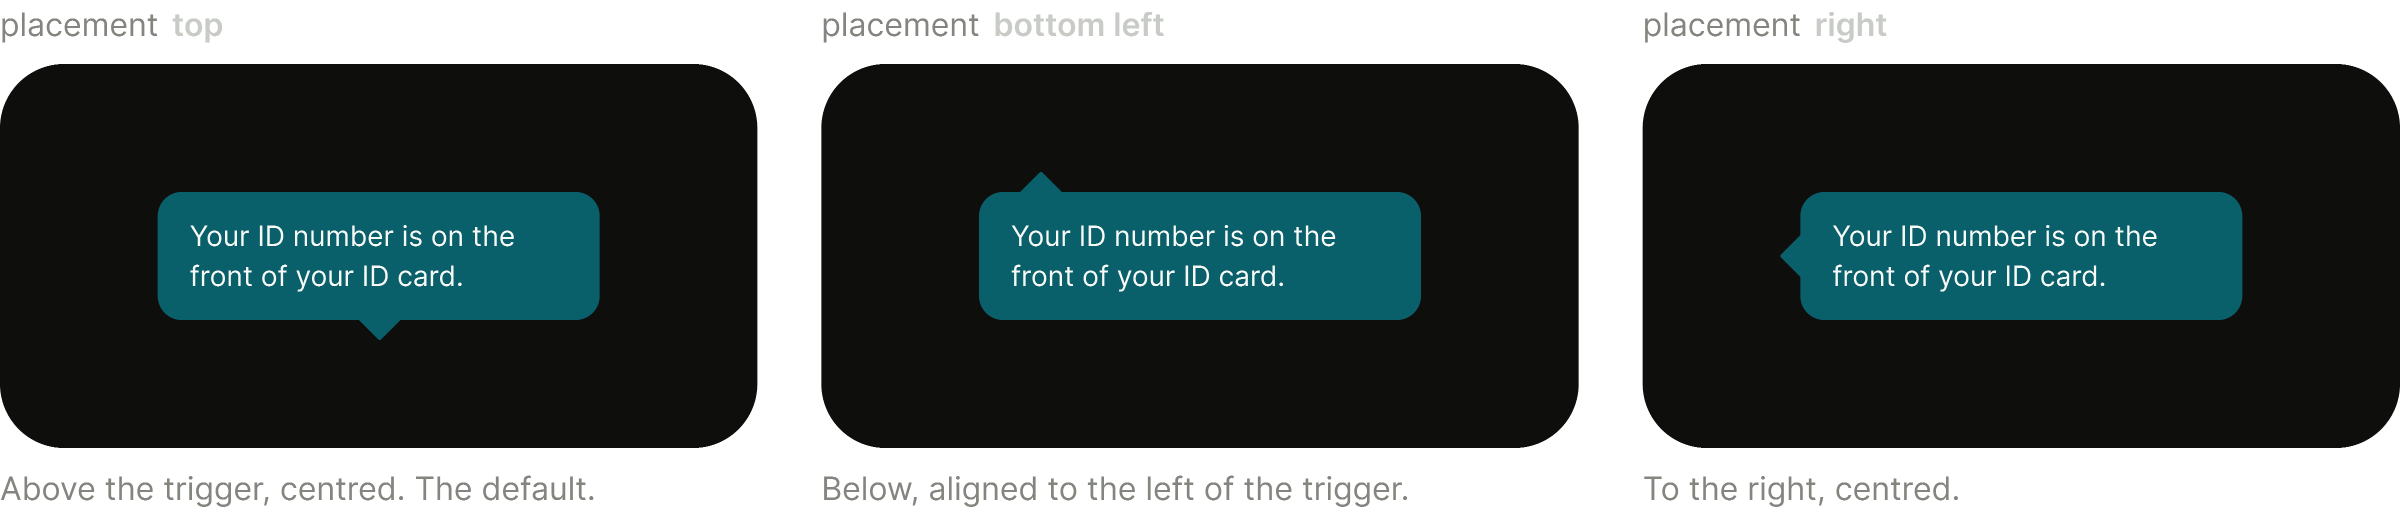 placement top
Your ID number is on the
front of your ID card.
Above the trigger, centred. The default.
placement bottom left
Your ID number is on the
front of your ID card.
Below, aligned to the left of the trigger.
placement right
Your ID number is on the
front of your ID card.
To the right, centred.